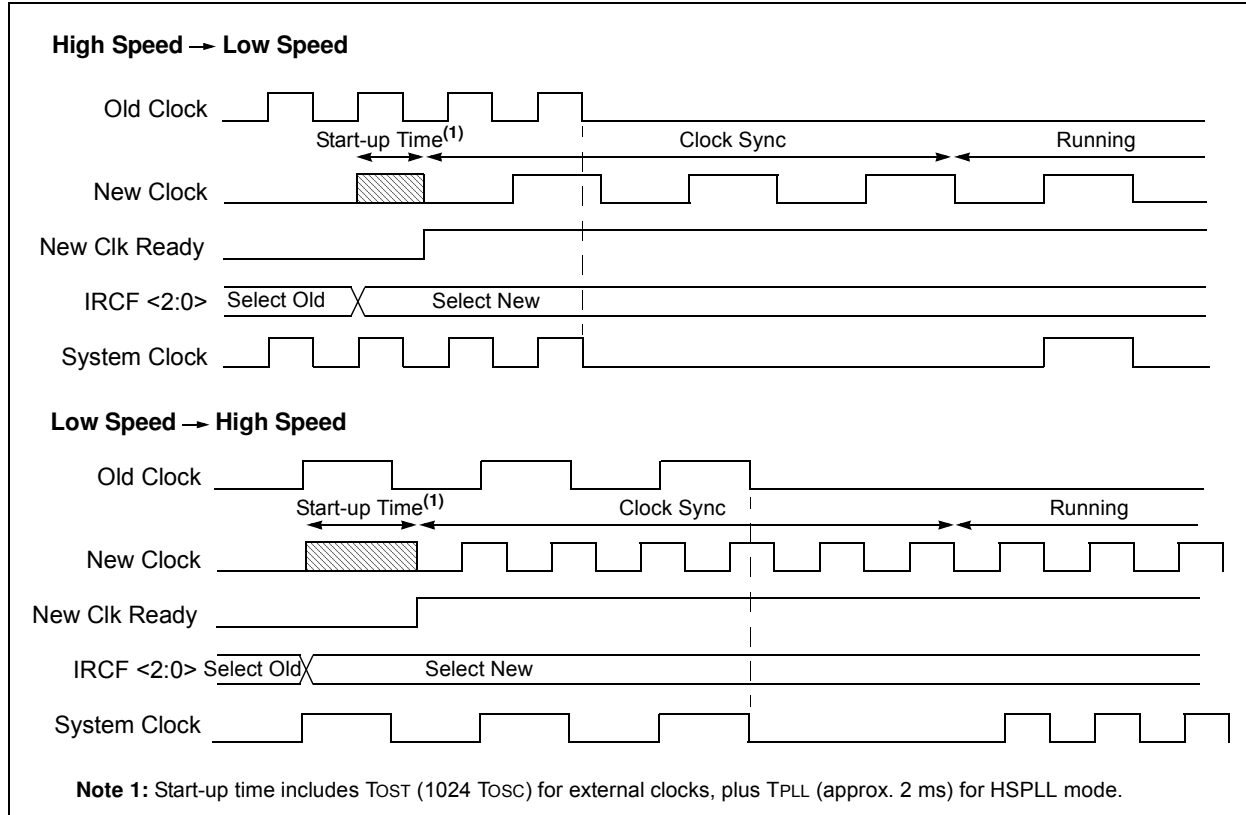 High Speed → Low Speed
Old Clock
Start-up Time(1)
Clock Sync
Running
New Clock
New Clk Ready
IRCF <2:0>
Select Old
Select New
System Clock
Low Speed → High Speed
Old Clock
Start-up Time(1)
Clock Sync
Running
New Clock
New Clk Ready
IRCF <2:0>
Select Old
Select New
System Clock
Note 1: Start-up time includes TOST (1024 TOSC) for external clocks, plus TPLL (approx. 2 ms) for HSPLL mode.